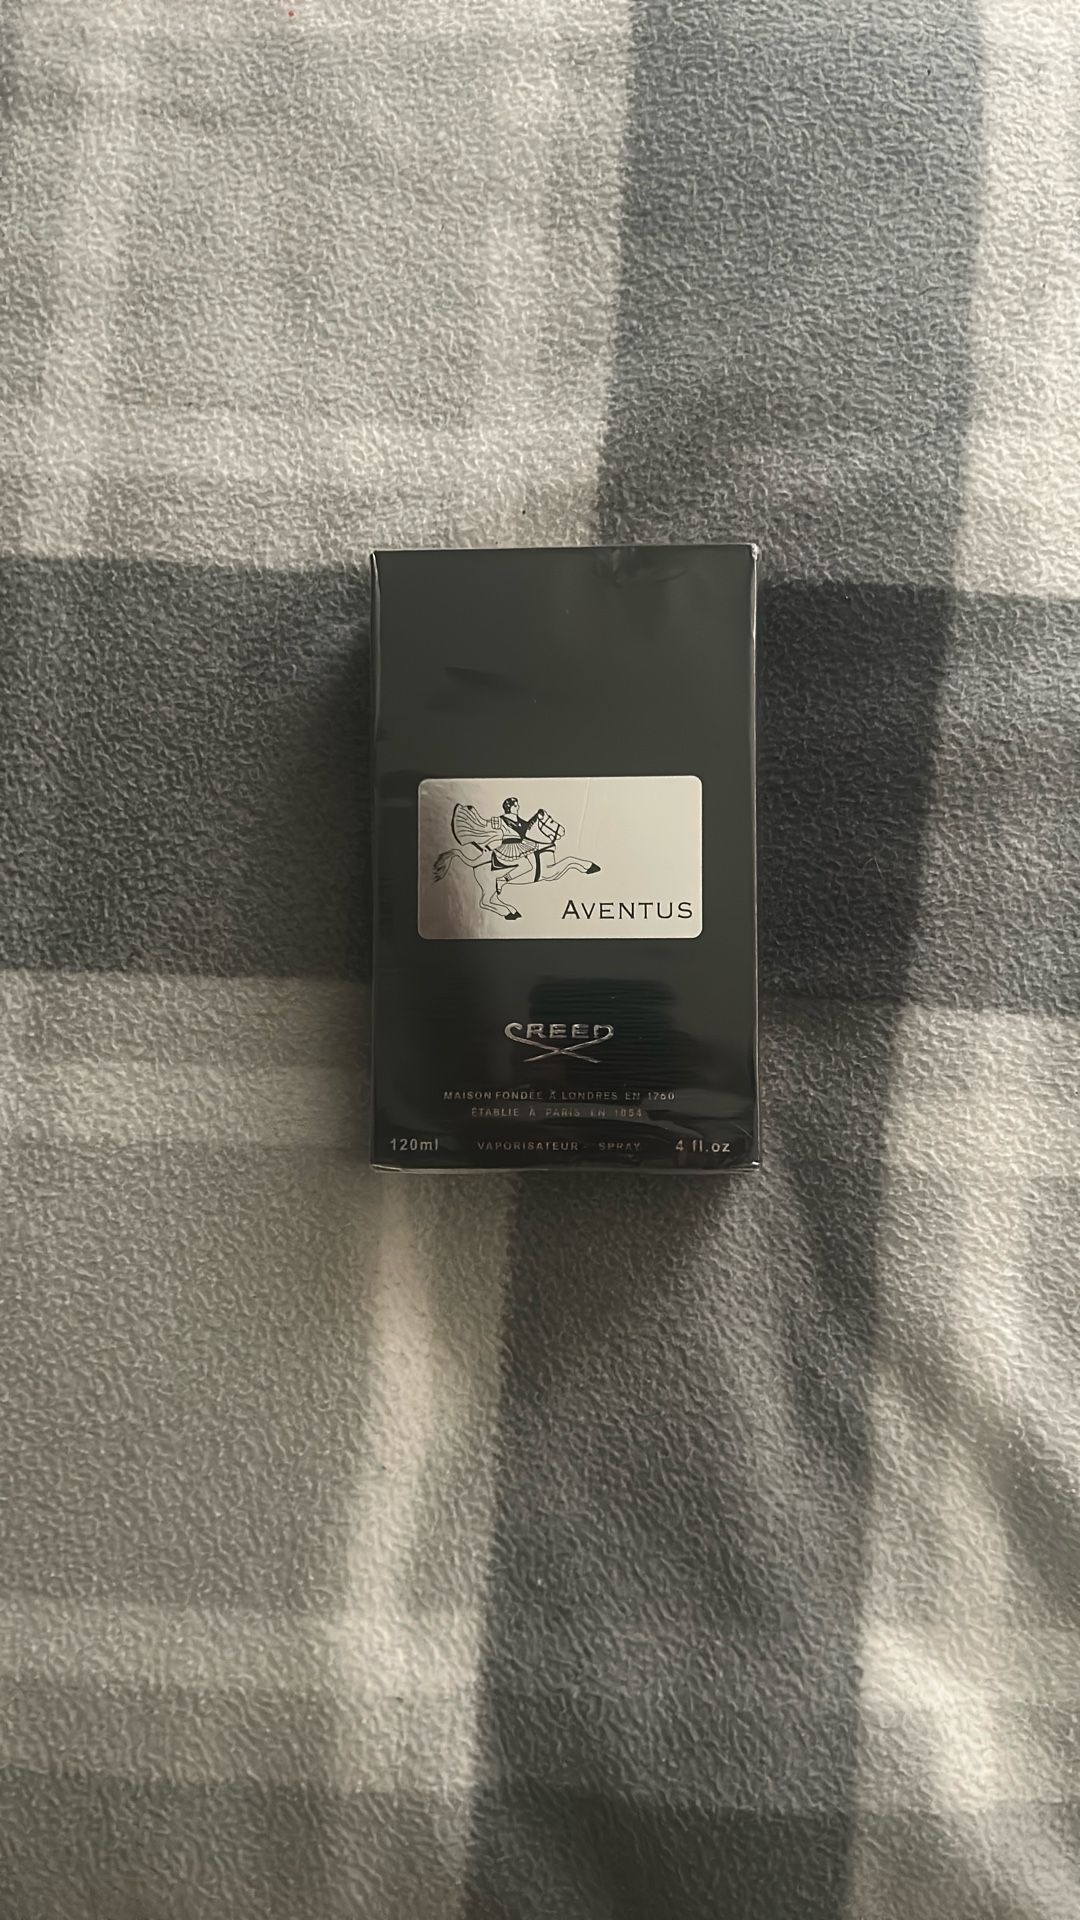 AVENTUS
CREED
MAISON FONDÉE À LONDRES EN 1760
ÉTABLIE À PARIS EN 1854
120ml VAPORISATEUR - SPRAY 4 fl.oz